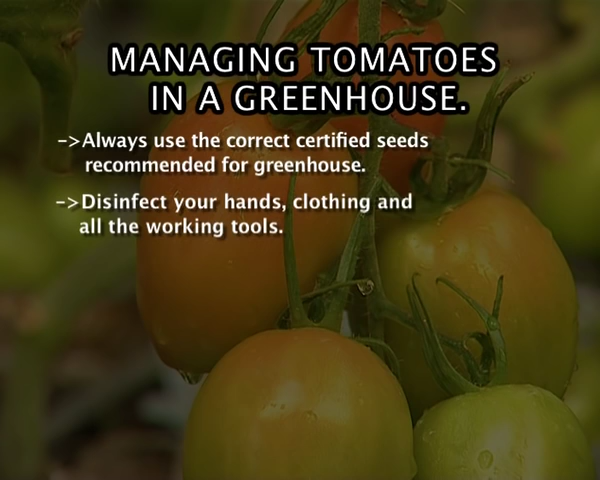 MANAGING TOMATOES
IN A GREENHOUSE.
->Always use the correct certified seeds
recommended for greenhouse.
->Disinfect your hands, clothing and
all the working tools.